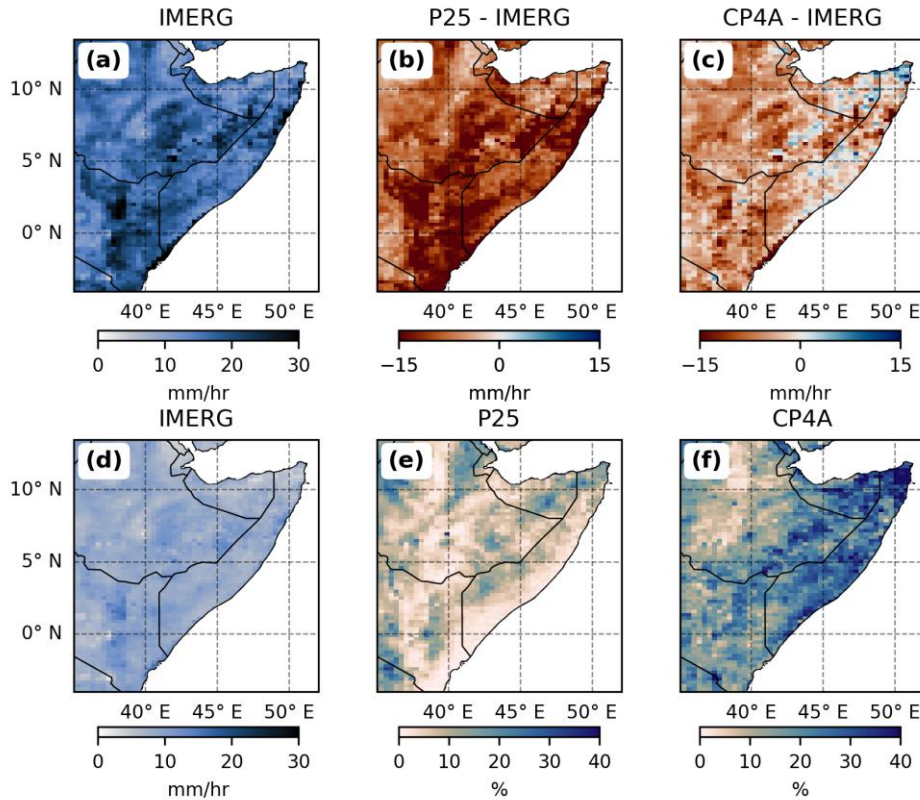 IMERG P25 - IMERG CP4A - IMERG
(a) (b) (c)
10° N
5° N
0° N
40° E 45° E 50° E 40° E 45° E 50° E 40° E 45° E 50° E
0 10 20 30 −15 0 15 −15 0 15
mm/hr mm/hr mm/hr
IMERG P25 CP4A
(d) (e) (f)
10° N
5° N
0° N
40° E 45° E 50° E 40° E 45° E 50° E 40° E 45° E 50° E
0 10 20 30 0 10 20 30 40 0 10 20 30 40
mm/hr % %